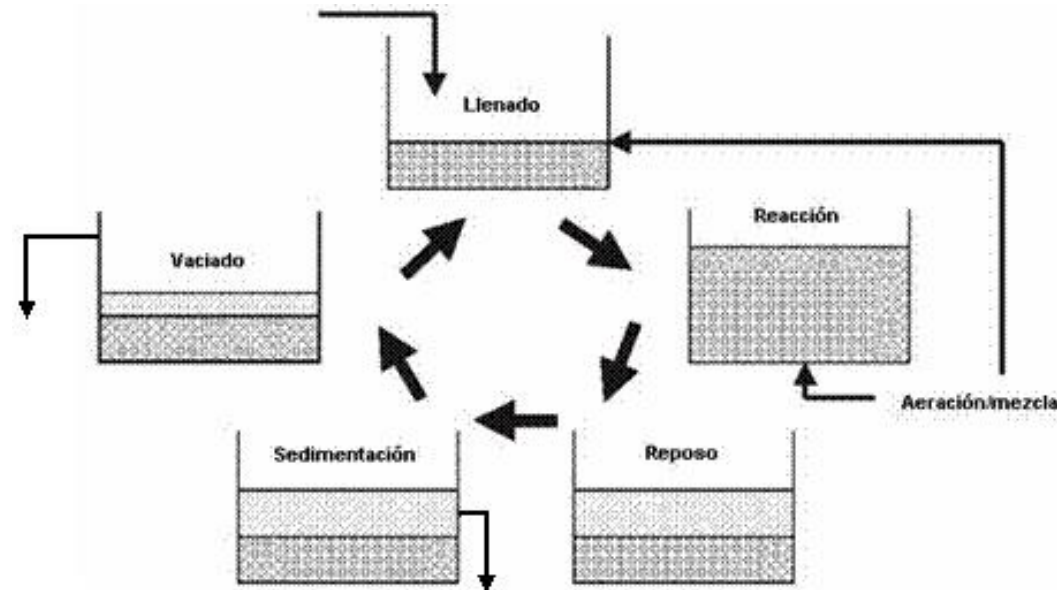 Llenado
Reacción
Vaciado
Aeración/mezcla
Sedimentación
Reposo